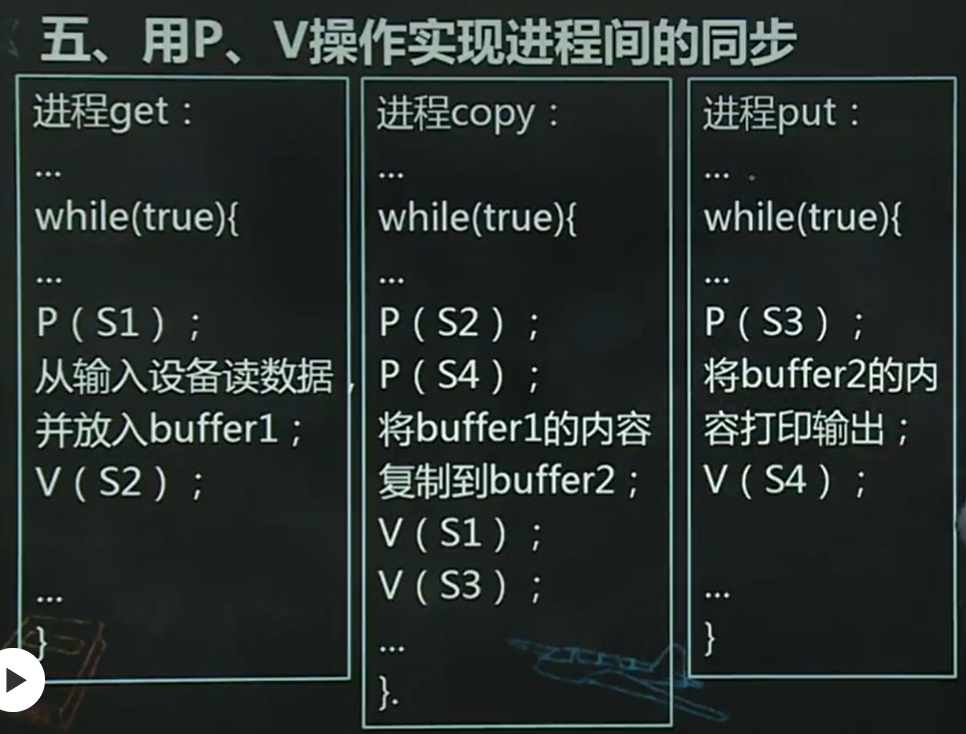 五、用P、V操作实现进程间的同步
进程get：
...
while(true){
...
P（S1）；
从输入设备读数据，
并放入buffer1；
V（S2）；
...
}
进程copy：
...
while(true){
...
P（S2）；
P（S4）；
将buffer1的内容
复制到buffer2；
V（S1）；
V（S3）；
...
}.
进程put：
...
while(true){
...
P（S3）；
将buffer2的内
容打印输出；
V（S4）；
...
}